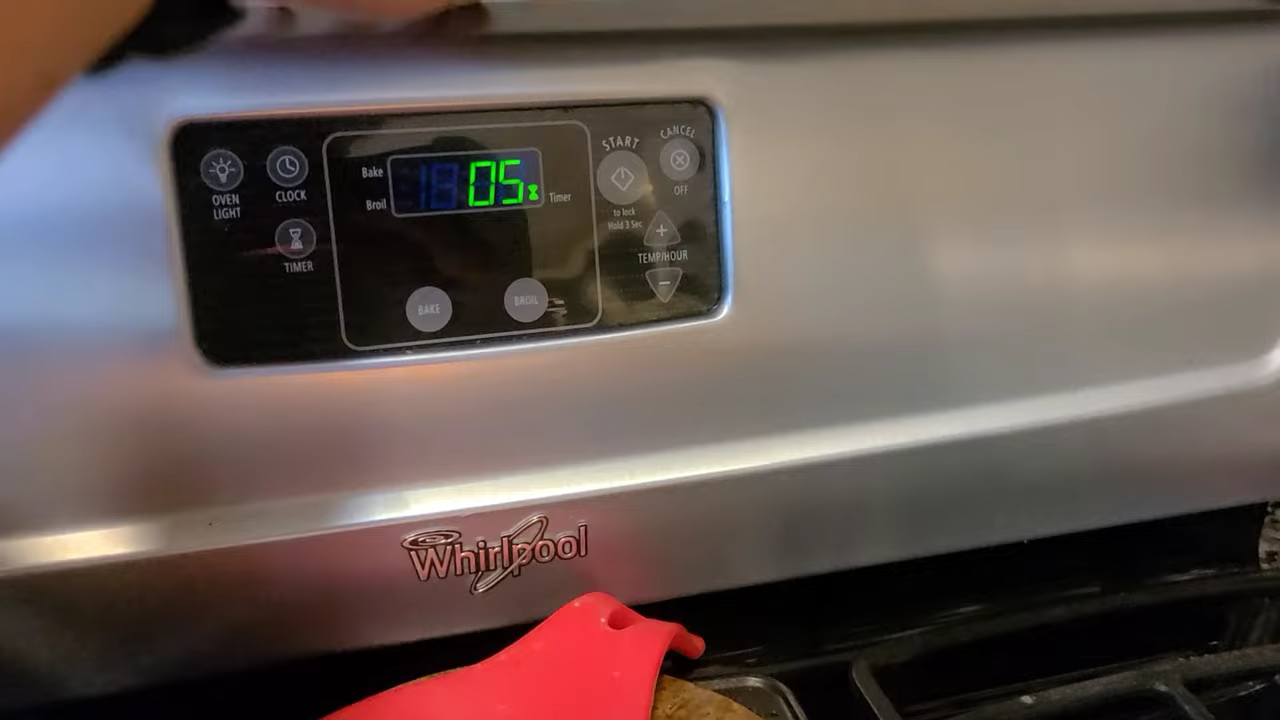 OVEN
LIGHT
CLOCK
TIMER
Bake
Broil
05
Timer
BAKE
BROIL
START
to lock
Hold 3 Sec
CANCEL
OFF
+
TEMP/HOUR
-
Whirlpool